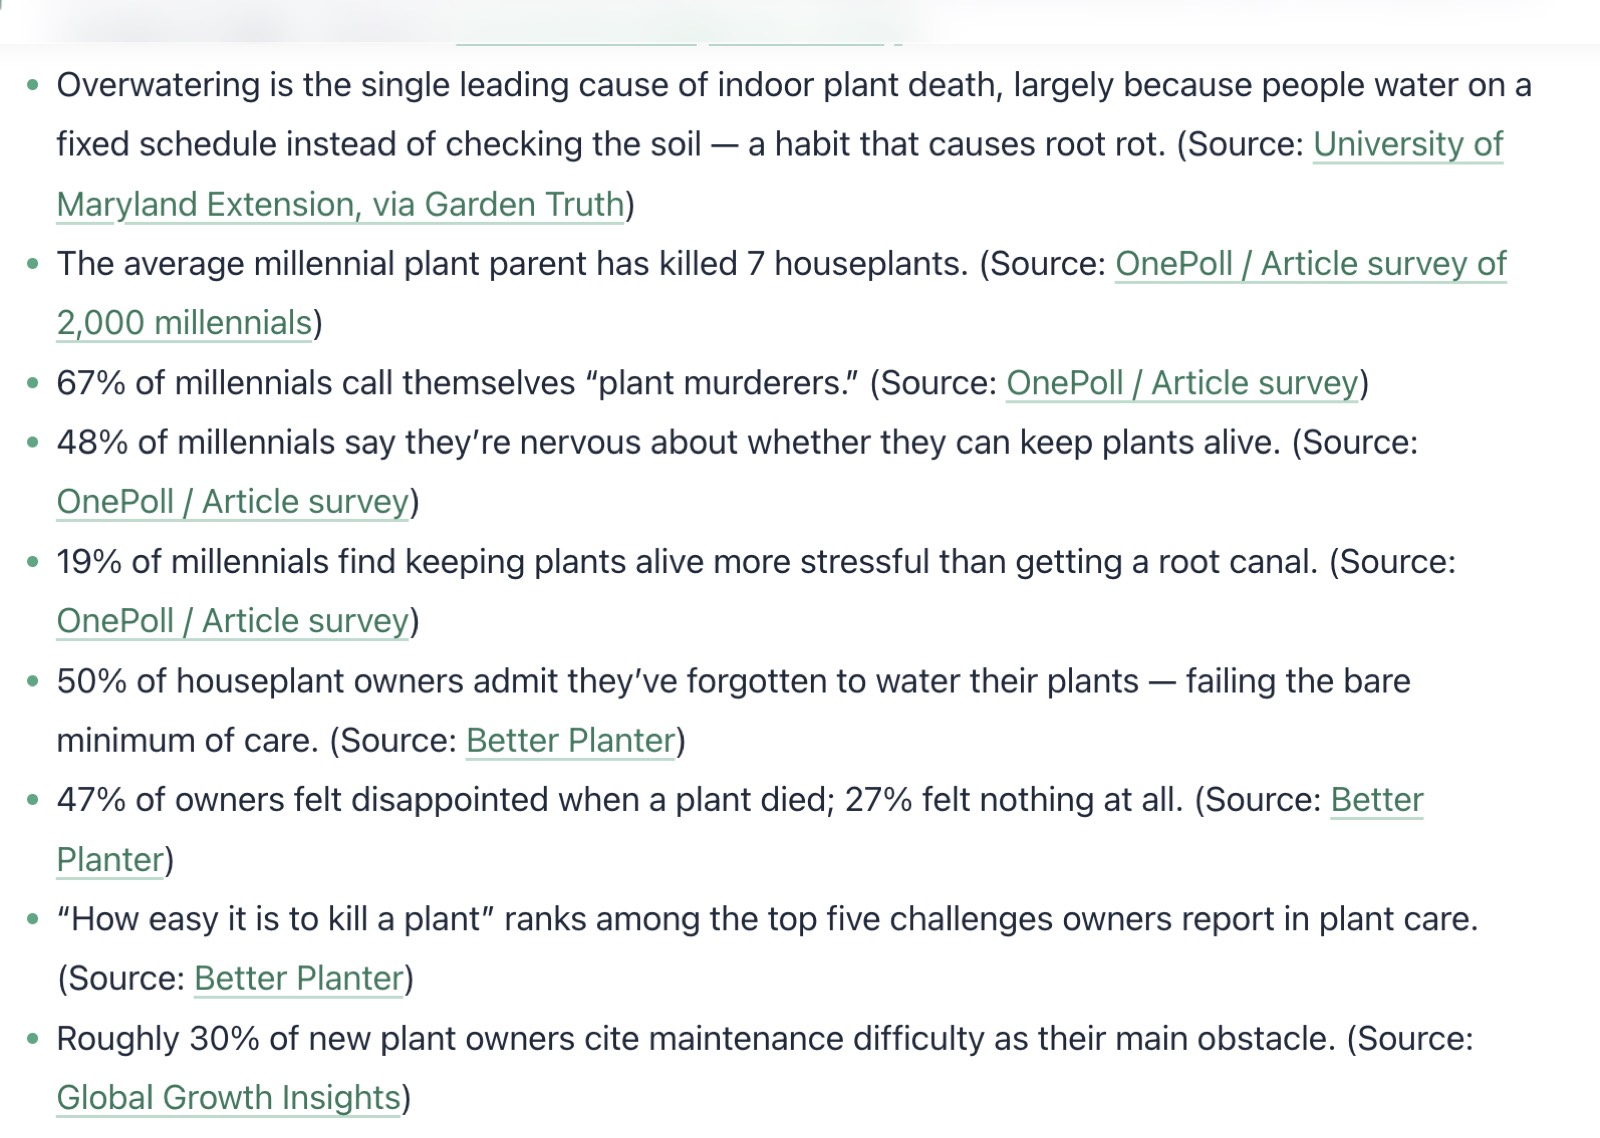 • Overwatering is the single leading cause of indoor plant death, largely because people water on a
fixed schedule instead of checking the soil — a habit that causes root rot. (Source: University of
Maryland Extension, via Garden Truth)
• The average millennial plant parent has killed 7 houseplants. (Source: OnePoll / Article survey of
2,000 millennials)
• 67% of millennials call themselves “plant murderers.” (Source: OnePoll / Article survey)
• 48% of millennials say they’re nervous about whether they can keep plants alive. (Source:
OnePoll / Article survey)
• 19% of millennials find keeping plants alive more stressful than getting a root canal. (Source:
OnePoll / Article survey)
• 50% of houseplant owners admit they’ve forgotten to water their plants — failing the bare
minimum of care. (Source: Better Planter)
• 47% of owners felt disappointed when a plant died; 27% felt nothing at all. (Source: Better
Planter)
• “How easy it is to kill a plant” ranks among the top five challenges owners report in plant care.
(Source: Better Planter)
• Roughly 30% of new plant owners cite maintenance difficulty as their main obstacle. (Source:
Global Growth Insights)